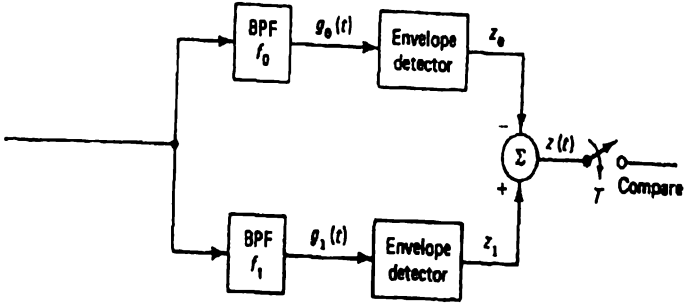 BPF
f₀
g₀(t)
Envelope
detector
z₀
−
Σ
z(t)
+
T
Compare
BPF
f₁
g₁(t)
Envelope
detector
z₁